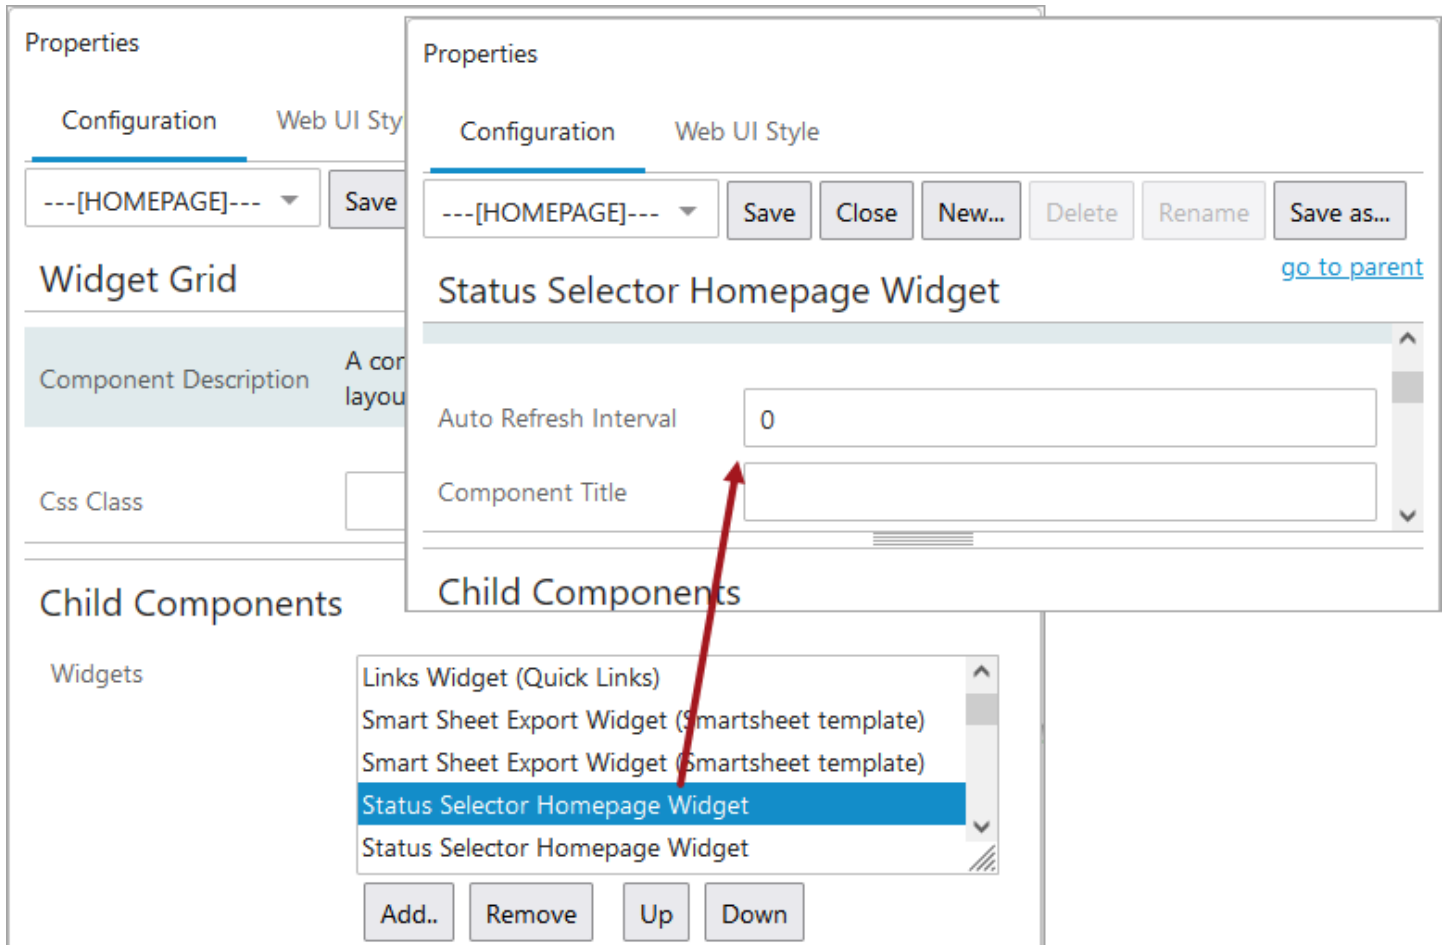 Properties
Configuration
Web UI Sty
---[HOMEPAGE]---
Save
Widget Grid
Component Description
A cor
layou
Css Class
Child Components
Widgets
Links Widget (Quick Links)
Smart Sheet Export Widget (Smartsheet template)
Smart Sheet Export Widget (Smartsheet template)
Status Selector Homepage Widget
Status Selector Homepage Widget
Add..
Remove
Up
Down
Properties
Configuration
Web UI Style
---[HOMEPAGE]---
Save
Close
New...
Delete
Rename
Save as...
go to parent
Status Selector Homepage Widget
Auto Refresh Interval
0
Component Title
Child Components